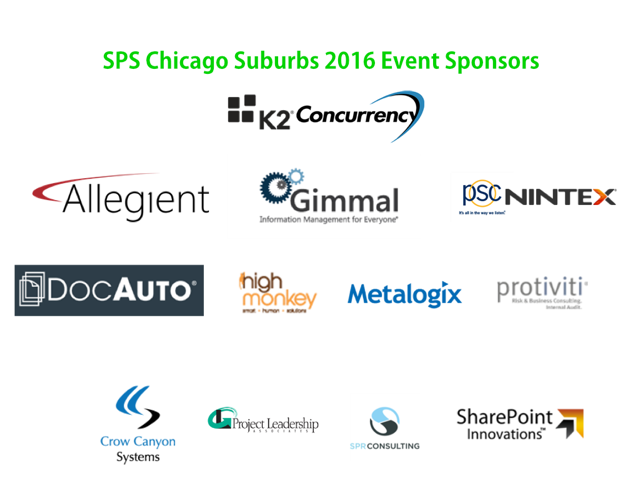 SPS Chicago Suburbs 2016 Event Sponsors
K2® Concurrency
Allegient
Gimmal
Information Management for Everyone®
psc NINTEX
It's all in the way we listen.
DocAuto®
high
monkey
smart · human · solutions
Metalogix
protiviti®
Risk & Business Consulting.
Internal Audit.
Crow Canyon
Systems
Project Leadership
ASSOCIATES
SPR CONSULTING
SharePoint
Innovations™